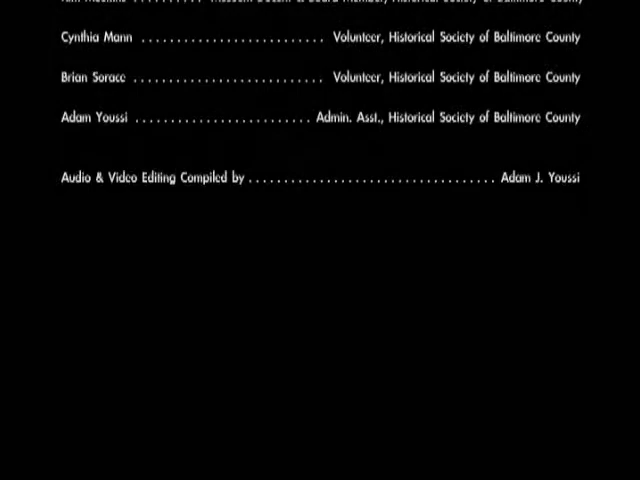 Cynthia Mann ......................... Volunteer, Historical Society of Baltimore County
Brian Sorace .......................... Volunteer, Historical Society of Baltimore County
Adam Youssi ........................ Admin. Asst., Historical Society of Baltimore County
Audio & Video Editing Compiled by .................................. Adam J. Youssi